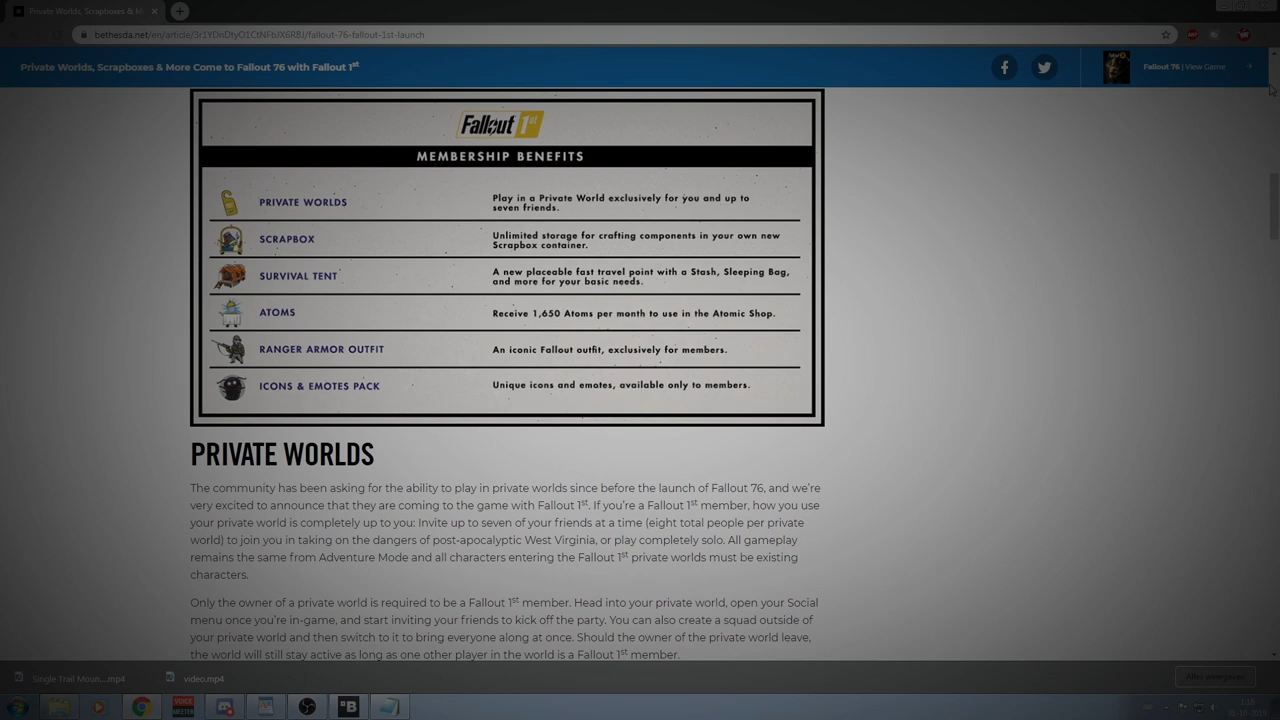 Private Worlds, Scrapboxes & M
bethesda.net/en/article/3r1YDnDtyO1CtNFbJX6RBJ/fallout-76-fallout-1st-launch
Private Worlds, Scrapboxes & More Come to Fallout 76 with Fallout 1st
Fallout 76 | View Game
Fallout 1st
MEMBERSHIP BENEFITS
PRIVATE WORLDS
Play in a Private World exclusively for you and up to
seven friends.
SCRAPBOX
Unlimited storage for crafting components in your own new
Scrapbox container.
SURVIVAL TENT
A new placeable fast travel point with a Stash, Sleeping Bag,
and more for your basic needs.
ATOMS
Receive 1,650 Atoms per month to use in the Atomic Shop.
RANGER ARMOR OUTFIT
An iconic Fallout outfit, exclusively for members.
ICONS & EMOTES PACK
Unique icons and emotes, available only to members.
PRIVATE WORLDS
The community has been asking for the ability to play in private worlds since before the launch of Fallout 76, and we're
very excited to announce that they are coming to the game with Fallout 1st. If you're a Fallout 1st member, how you use
your private world is completely up to you: Invite up to seven of your friends at a time (eight total people per private
world) to join you in taking on the dangers of post-apocalyptic West Virginia, or play completely solo. All gameplay
remains the same from Adventure Mode and all characters entering the Fallout 1st private worlds must be existing
characters.
Only the owner of a private world is required to be a Fallout 1st member. Head into your private world, open your Social
menu once you're in-game, and start inviting your friends to kick off the party. You can also create a squad outside of
your private world and then switch to it to bring everyone along at once. Should the owner of the private world leave,
the world will still stay active as long as one other player in the world is a Fallout 1st member.
Single Trail Moun....mp4
video.mp4
VOICE
MEETER
B